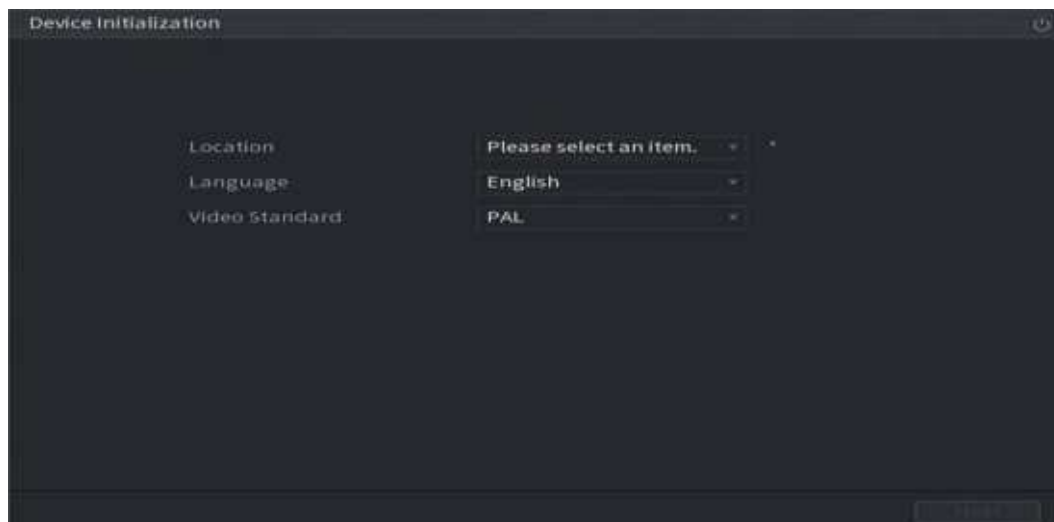 Device Initialization
Location Please select an item. *
Language English
Video Standard PAL